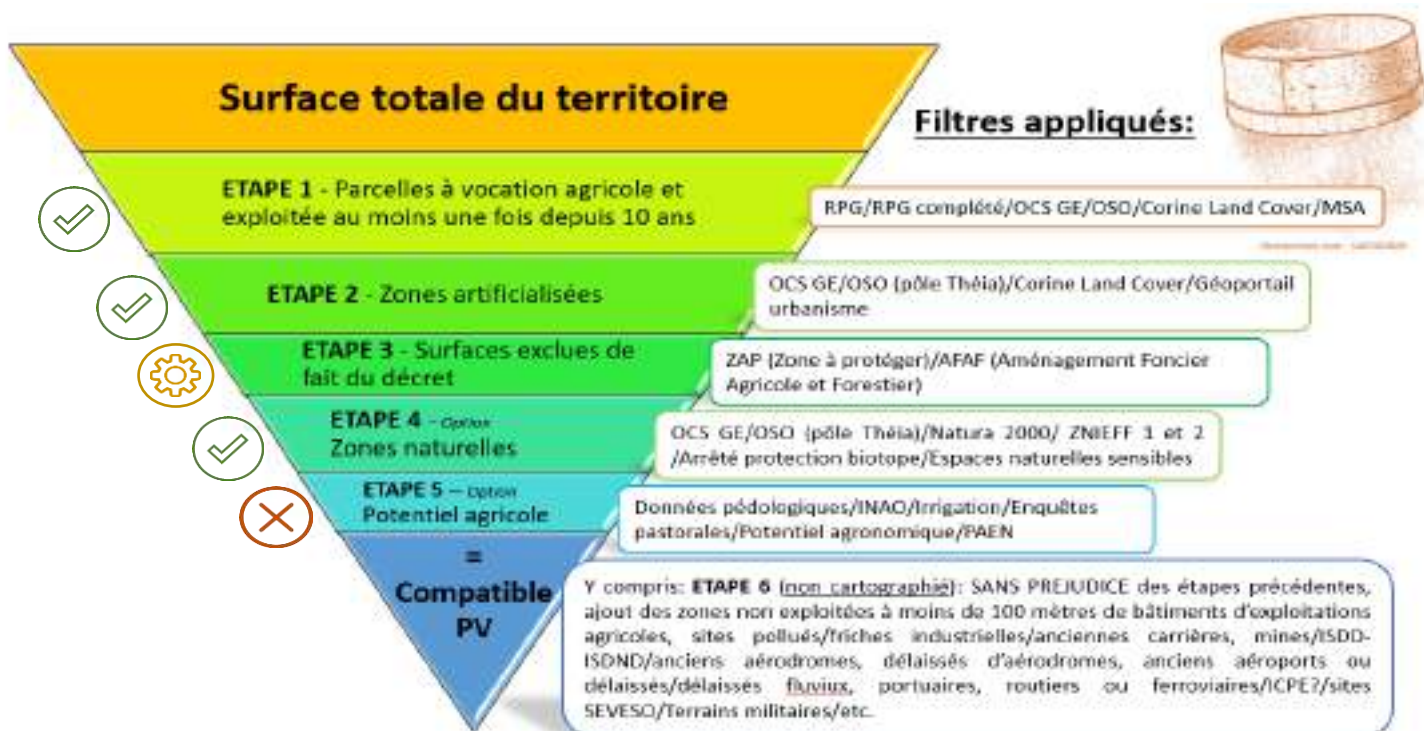 Surface totale du territoire
Filtres appliqués:
ETAPE 1 - Parcelles à vocation agricole et
exploitée au moins une fois depuis 10 ans
RPG/RPG complété/OCS GE/OSO/Corine Land Cover/MSA
ETAPE 2 - Zones artificialisées
OCS GE/OSO (pôle Théia)/Corine Land Cover/Géoportail
urbanisme
ETAPE 3 - Surfaces exclues de
fait du décret
ZAP (Zone à protéger)/AFAF (Aménagement Foncier
Agricole et Forestier)
ETAPE 4 - Option
Zones naturelles
OCS GE/OSO (pôle Théia)/Natura 2000/ ZNIEFF 1 et 2
/Arrêté protection biotope/Espaces naturelles sensibles
ETAPE 5 – Option
Potentiel agricole
Données pédologiques/INAO/Irrigation/Enquêtes
pastorales/Potentiel agronomique/PAEN
=
Compatible
PV
Y compris: ETAPE 6 (non cartographié): SANS PREJUDICE des étapes précédentes,
ajout des zones non exploitées à moins de 100 mètres de bâtiments d'exploitations
agricoles, sites pollués/friches industrielles/anciennes carrières, mines/ISDD-
ISDND/anciens aérodromes, délaissés d'aérodromes, anciens aéroports ou
délaissés/délaissés fluviux, portuaires, routiers ou ferroviaires/ICPE?/sites
SEVESO/Terrains militaires/etc.